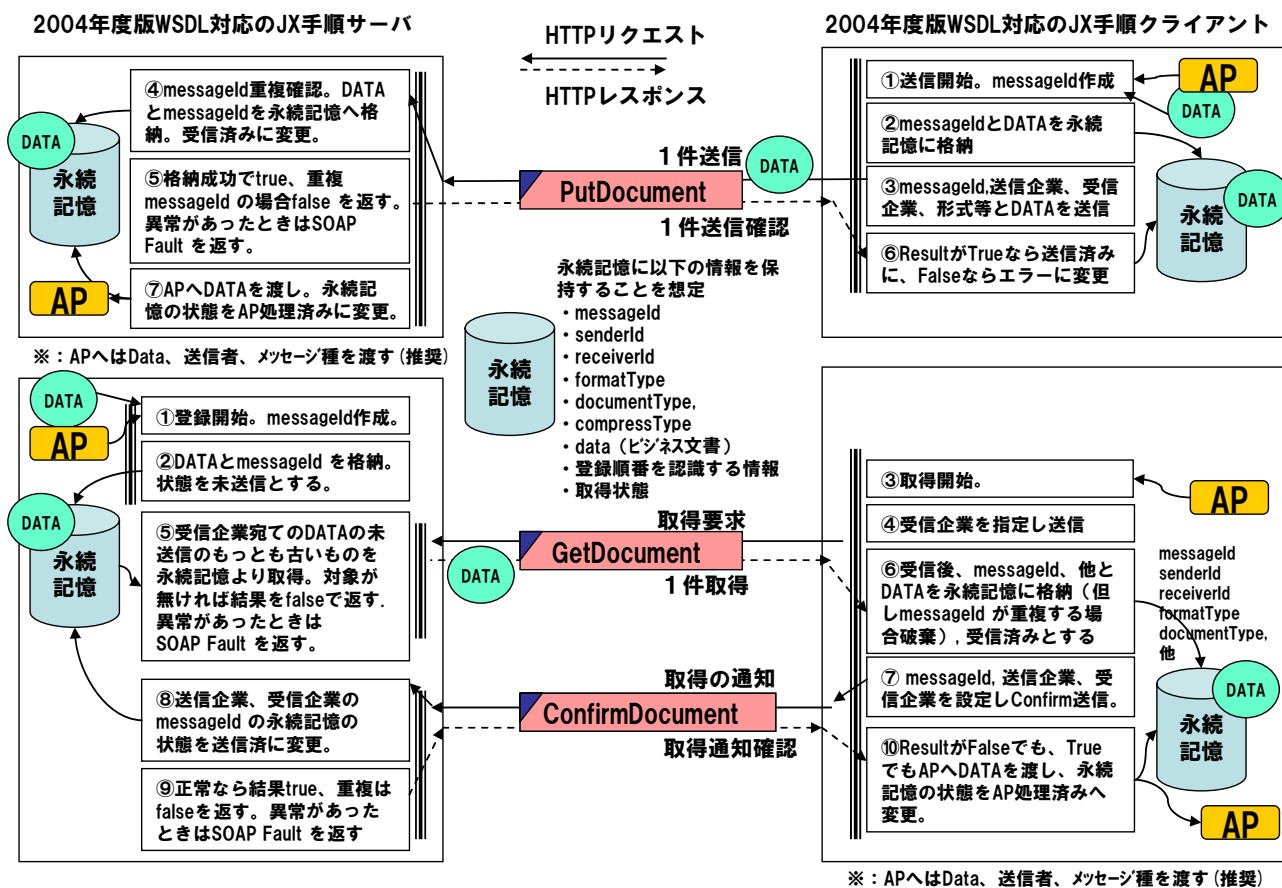 2004年度版WSDL対応のJX手順サーバ
HTTPリクエスト
HTTPレスポンス
2004年度版WSDL対応のJX手順クライアント
④messageId重複確認。DATA
とmessageIdを永続記憶へ格
納。受信済みに変更。
DATA
永続
記憶
⑤格納成功でtrue、重複
messageId の場合false を返す。
異常があったときはSOAP
Fault を返す。
AP
⑦APへDATAを渡し。永続記
憶の状態をAP処理済みに変更。
※：APへはData、送信者、メッセージ種を渡す(推奨)
1件送信
DATA
PutDocument
1件送信確認
①送信開始。messageId作成
AP
DATA
②messageIdとDATAを永続
記憶に格納
③messageId,送信企業、受信
企業、形式等とDATAを送信
DATA
永続
記憶
⑥ResultがTrueなら送信済み
に、Falseならエラーに変更
永続記憶に以下の情報を保
持することを想定
・messageId
・senderId
・receiverId
・formatType
・documentType,
・compressType
・data（ビジネス文書）
・登録順番を認識する情報
・取得状態
永続
記憶
DATA
AP
①登録開始。messageId作成。
②DATAとmessageId を格納。
状態を未送信とする。
DATA
永続
記憶
⑤受信企業宛てのDATAの未
送信のもっとも古いものを
永続記憶より取得。対象が
無ければ結果をfalseで返す.
異常があったときは
SOAP Fault を返す。
⑧送信企業、受信企業の
messageId の永続記憶の
状態を送信済に変更。
⑨正常なら結果true、重複は
falseを返す。異常があった
ときはSOAP Fault を返す
取得要求
GetDocument
DATA
1件取得
取得の通知
ConfirmDocument
取得通知確認
③取得開始。
AP
④受信企業を指定し送信
⑥受信後、messageId、他と
DATAを永続記憶に格納（但
しmessageId が重複する場
合破棄）,受信済みとする
messageId
senderId
receiverId
formatType
documentType,
他
⑦ messageId,送信企業、受
信企業を設定しConfirm送信。
DATA
永続
記憶
⑩ResultがFalseでも、True
でもAPへDATAを渡し、永続
記憶の状態をAP処理済みへ
変更。
AP
※：APへはData、送信者、メッセージ種を渡す(推奨)